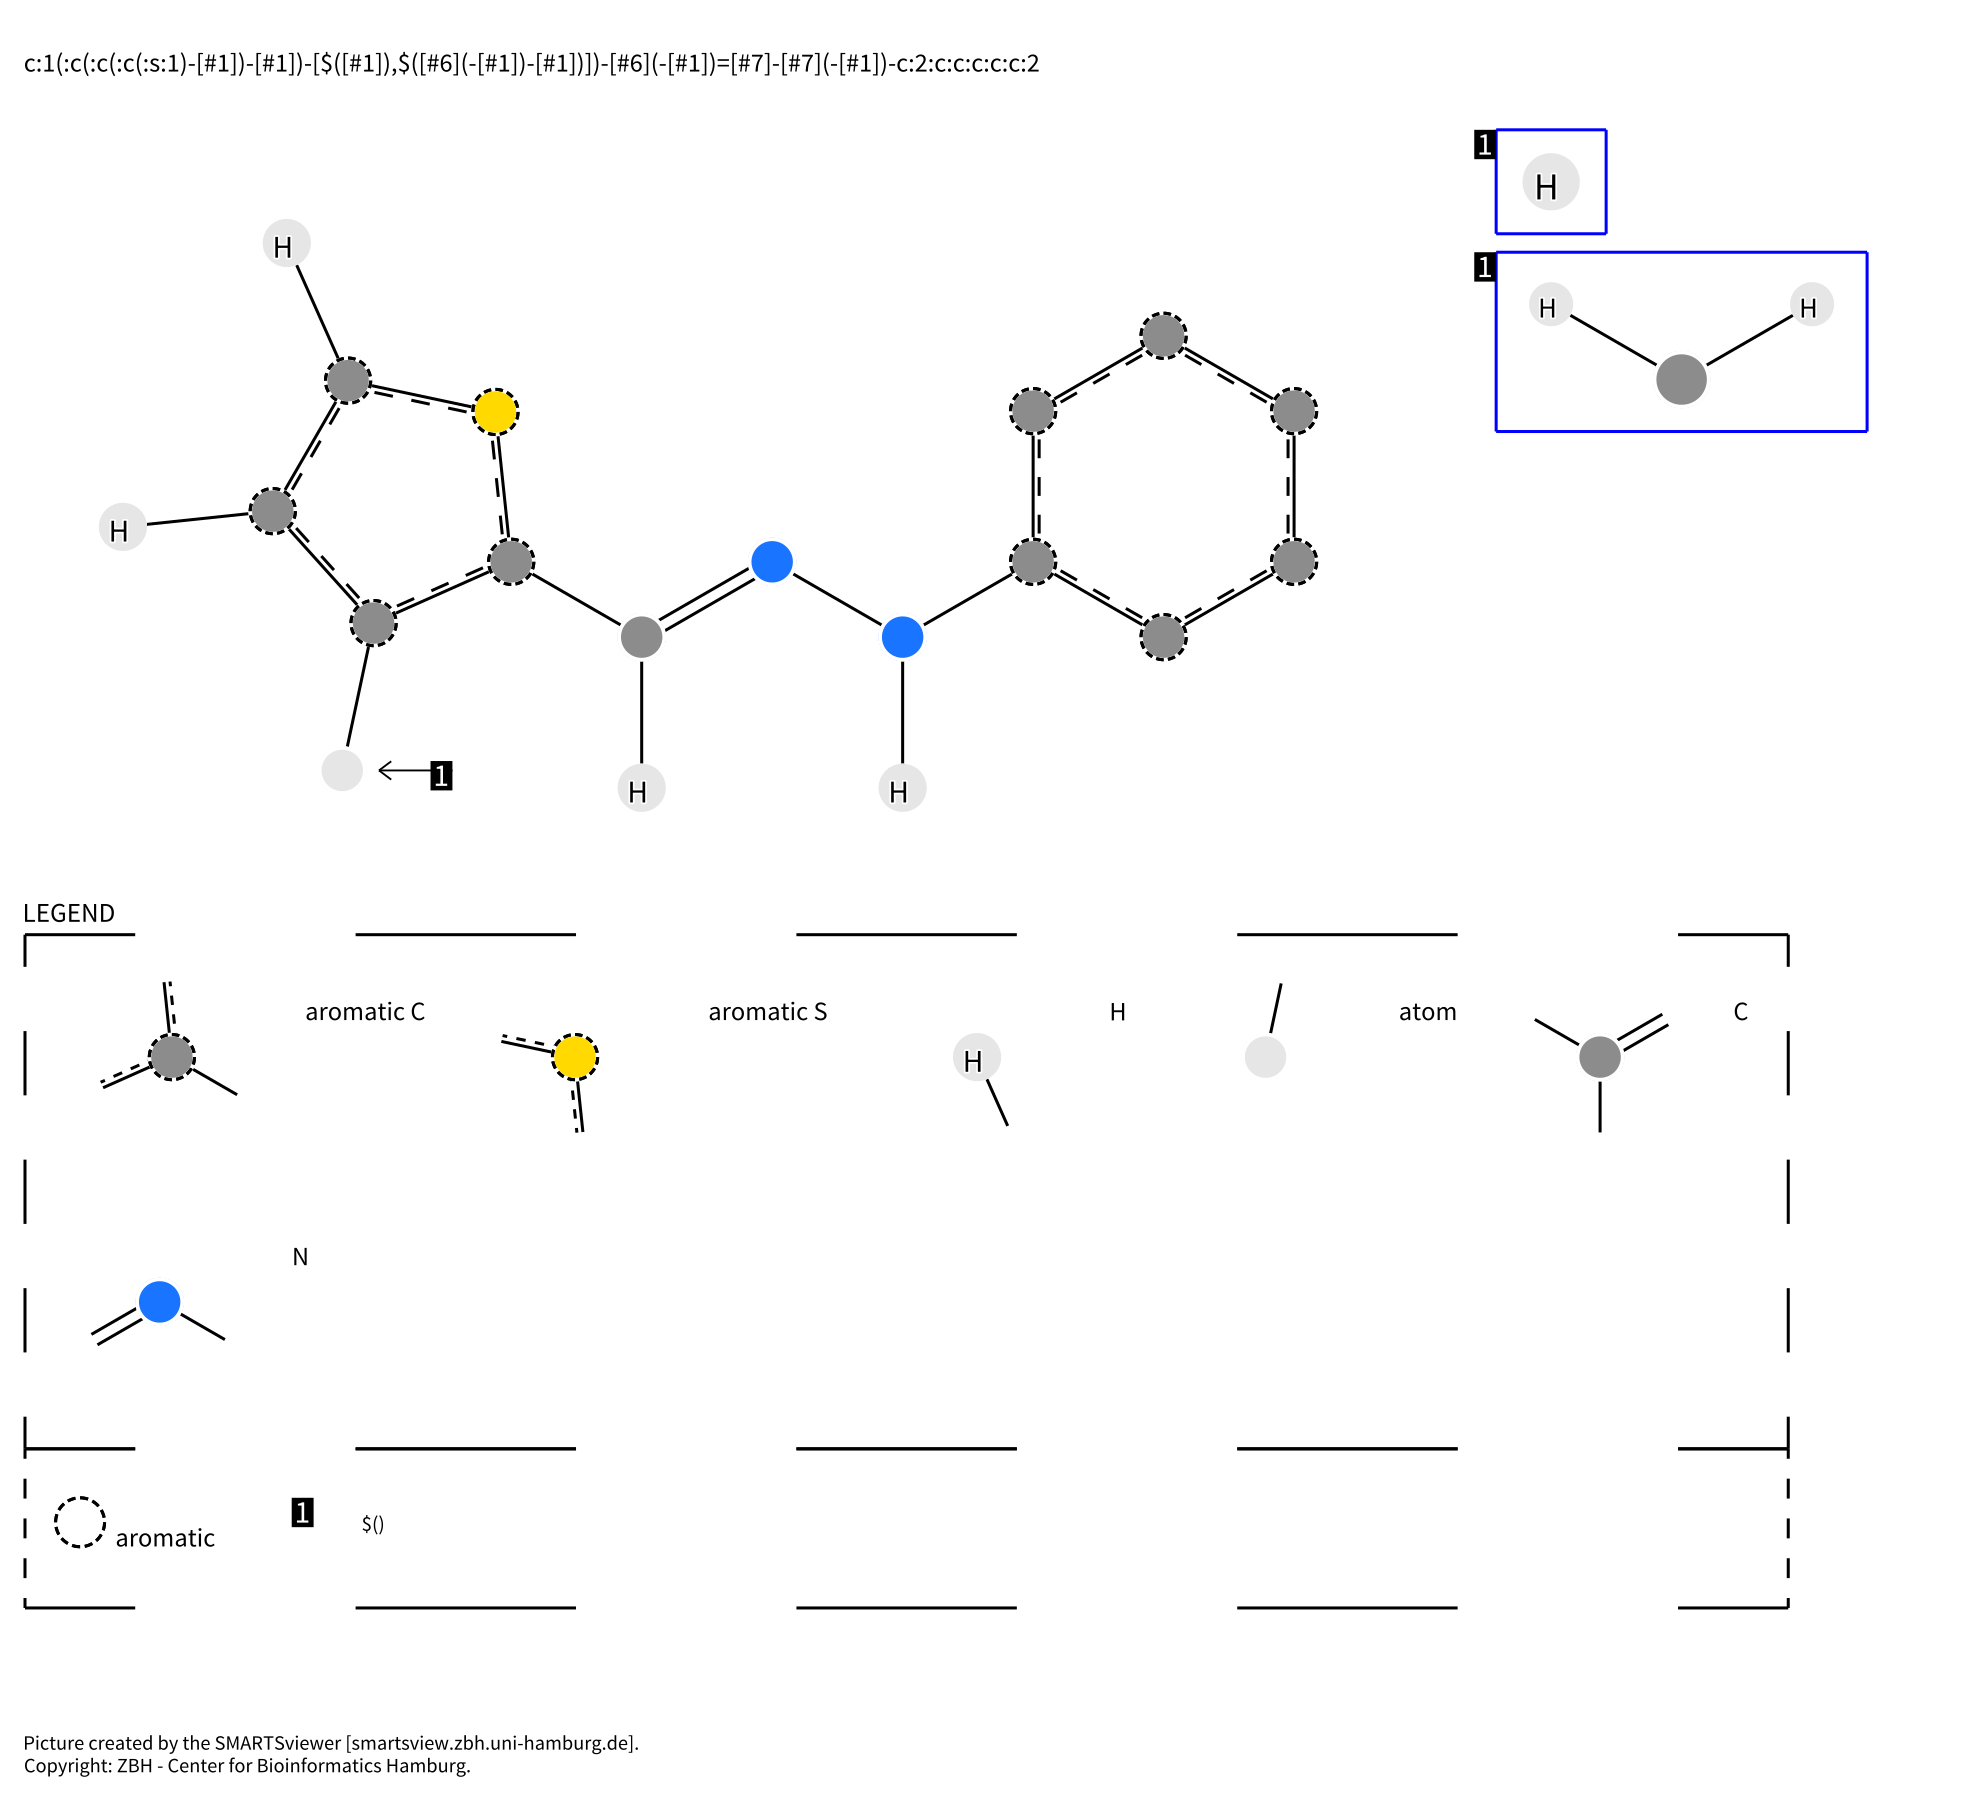 c:1(:c(:c(:c(:s:1)-[#1])-[#1])-[$([#1]),$([#6](-[#1])-[#1])])-[#6](-[#1])=[#7]-[#7](-[#1])-c:2:c:c:c:c:c:2
1
H
1
H H
H
H
1
H H
LEGEND
aromatic C aromatic S H atom C
H
N
aromatic 1 $()
Picture created by the SMARTSviewer [smartsview.zbh.uni-hamburg.de].
Copyright: ZBH - Center for Bioinformatics Hamburg.